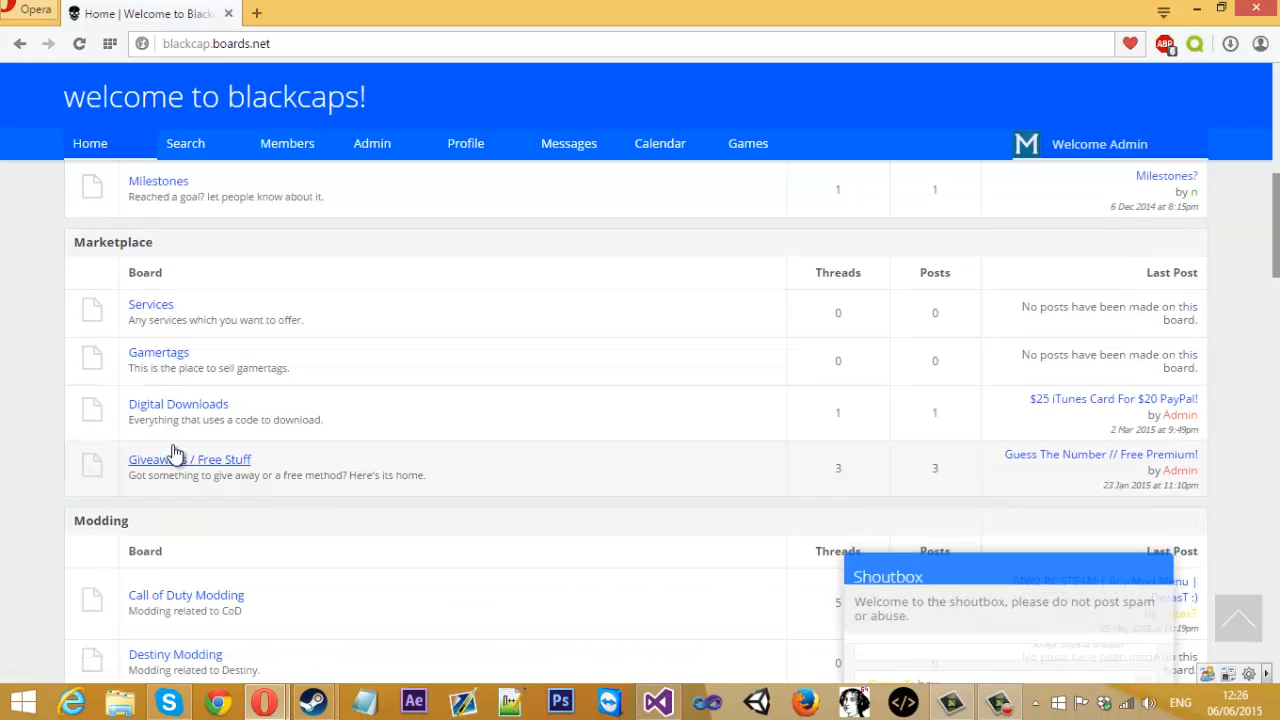 Opera
Home | Welcome to Black
blackcap.boards.net
ABP
welcome to blackcaps!
Home Search Members Admin Profile Messages Calendar Games
M Welcome Admin
Milestones
Reached a goal? let people know about it.
1 1
Milestones?
by n
6 Dec 2014 at 8:15pm
Marketplace
Board Threads Posts Last Post
Services
Any services which you want to offer.
0 0
No posts have been made on this
board.
Gamertags
This is the place to sell gamertags.
0 0
No posts have been made on this
board.
Digital Downloads
Everything that uses a code to download.
1 1
$25 iTunes Card For $20 PayPal!
by Admin
2 Mar 2015 at 9:49pm
Giveaways / Free Stuff
Got something to give away or a free method? Here's its home.
3 3
Guess The Number // Free Premium!
by Admin
23 Jan 2015 at 11:10pm
Modding
Board Threads Posts Last Post
Call of Duty Modding
Modding related to CoD
5
Shoutbox
Welcome to the shoutbox, please do not post spam
or abuse.
Destiny Modding
Modding related to Destiny.
0
Ae
Ps
ENG
12:26
06/06/2015